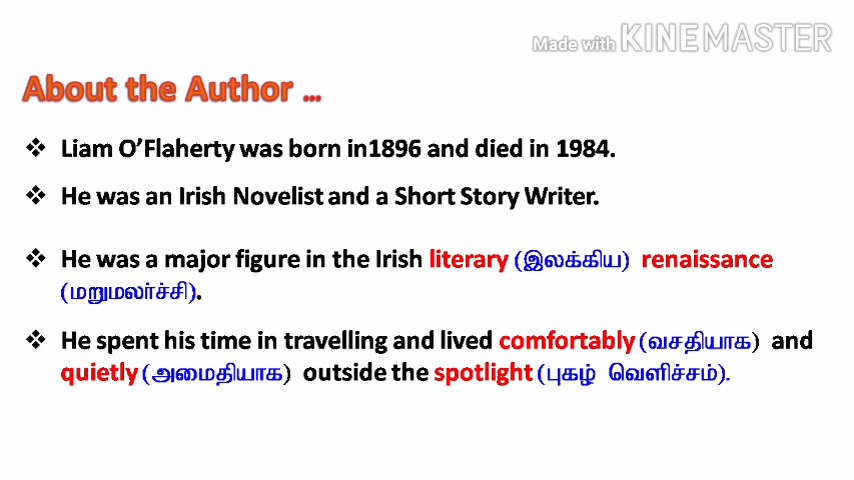 Made with KINEMASTER
About the Author ...
❖ Liam O’Flaherty was born in1896 and died in 1984.
❖ He was an Irish Novelist and a Short Story Writer.
❖ He was a major figure in the Irish literary (இலக்கிய) renaissance
(மறுமலர்ச்சி).
❖ He spent his time in travelling and lived comfortably (வசதியாக) and
quietly (அமைதியாக) outside the spotlight (புகழ் வெளிச்சம்).